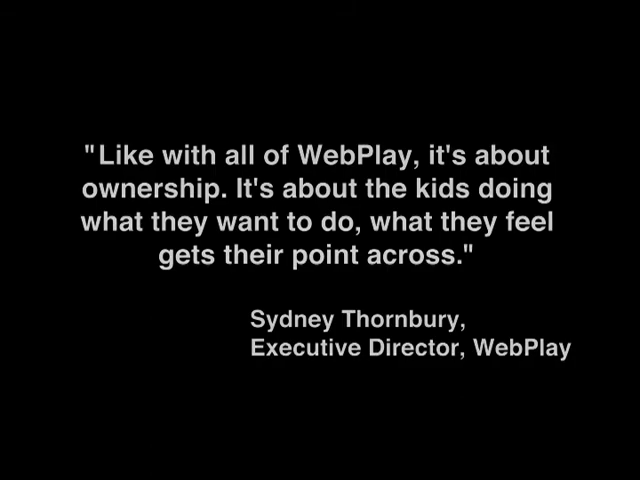 "Like with all of WebPlay, it's about
ownership. It's about the kids doing
what they want to do, what they feel
gets their point across."
Sydney Thornbury,
Executive Director, WebPlay